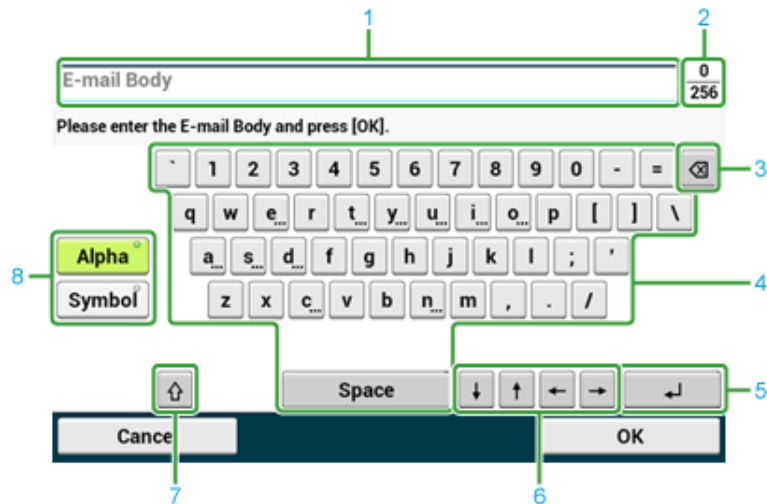 1 2
E-mail Body 0
256
Please enter the E-mail Body and press [OK].
` 1 2 3 4 5 6 7 8 9 0 - = ⌫ 3
q w e... r t... y... u... i... o... p [ ] \
Alpha a... s... d... f g h j k l ; '
8 4
Symbol z x c... v b n... m , . /
⇧ Space ↓ ↑ ← → ↵ 5
Cancel OK
7 6